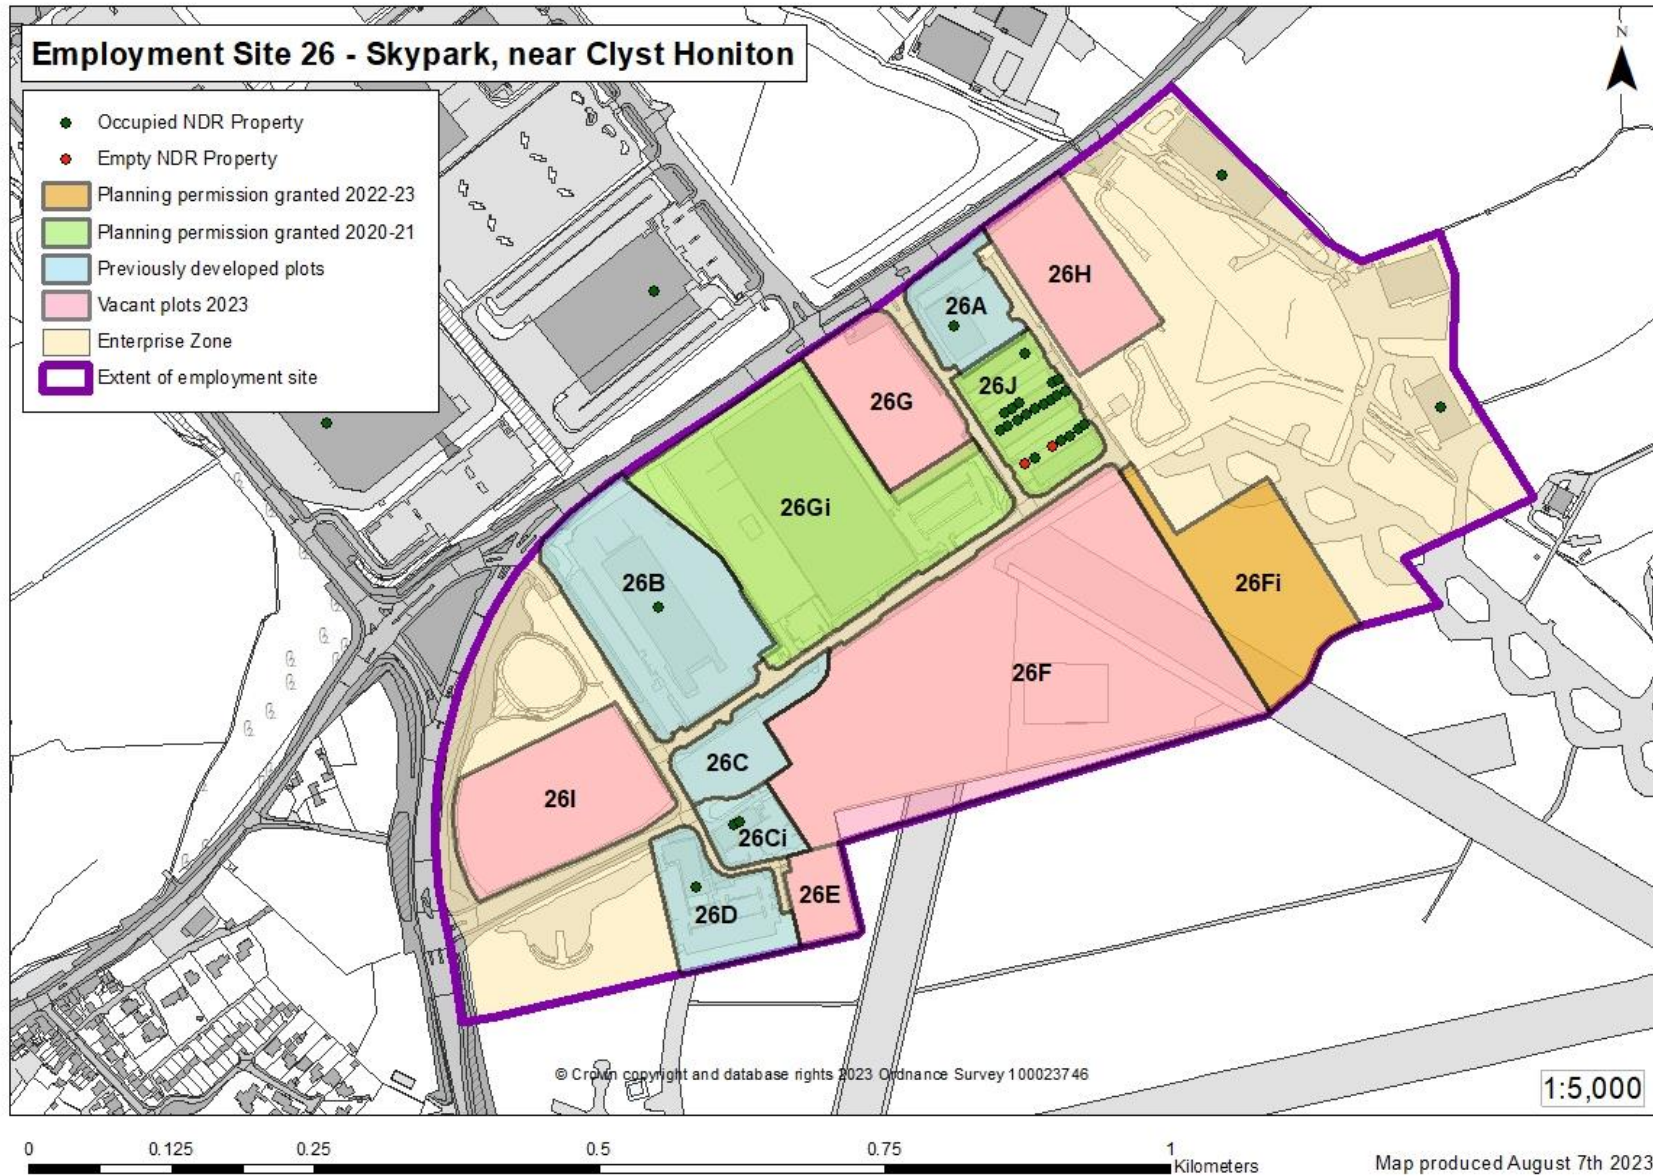 Employment Site 26 - Skypark, near Clyst Honiton
N
Occupied NDR Property
Empty NDR Property
Planning permission granted 2022-23
Planning permission granted 2020-21
Previously developed plots
Vacant plots 2023
Enterprise Zone
Extent of employment site
26H
26A
26J
26G
26Gi
26B
26Fi
26F
26C
26I
26Ci
26E
26D
© Crown copyright and database rights 2023 Ordnance Survey 100023746
1:5,000
0 0.125 0.25 0.5 0.75 1
Kilometers
Map produced August 7th 2023